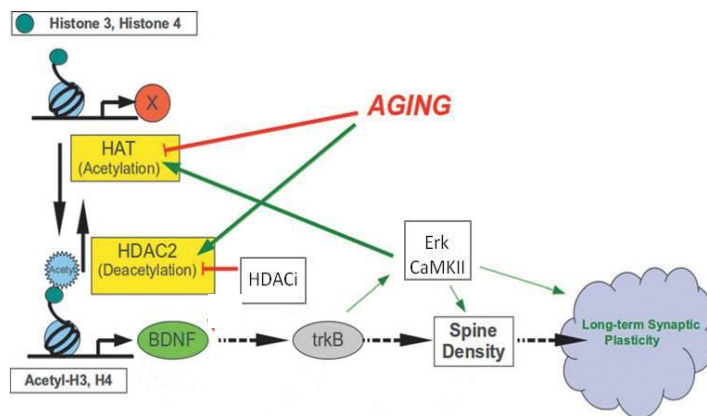 Histone 3, Histone 4
X
AGING
HAT
(Acetylation)
HDAC2
(Deacetylation)
HDACi
Erk
CaMKII
Acetyl
BDNF
trkB
Spine
Density
Long-term Synaptic
Plasticity
Acetyl-H3, H4